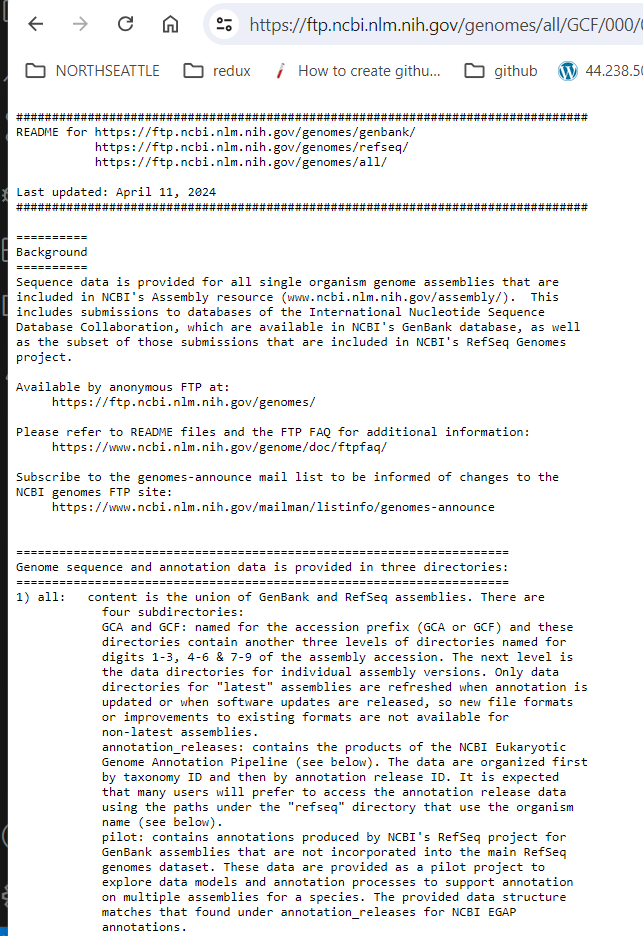 https://ftp.ncbi.nlm.nih.gov/genomes/all/GCF/000/
NORTHSEATTLE redux How to create githu... github 44.238.50
################################################################################
README for https://ftp.ncbi.nlm.nih.gov/genomes/genbank/
https://ftp.ncbi.nlm.nih.gov/genomes/refseq/
https://ftp.ncbi.nlm.nih.gov/genomes/all/
Last updated: April 11, 2024
################################################################################
==========
Background
==========
Sequence data is provided for all single organism genome assemblies that are
included in NCBI's Assembly resource (www.ncbi.nlm.nih.gov/assembly/).  This
includes submissions to databases of the International Nucleotide Sequence
Database Collaboration, which are available in NCBI's GenBank database, as well
as the subset of those submissions that are included in NCBI's RefSeq Genomes
project.
Available by anonymous FTP at:
https://ftp.ncbi.nlm.nih.gov/genomes/
Please refer to README files and the FTP FAQ for additional information:
https://www.ncbi.nlm.nih.gov/genome/doc/ftpfaq/
Subscribe to the genomes-announce mail list to be informed of changes to the
NCBI genomes FTP site:
https://www.ncbi.nlm.nih.gov/mailman/listinfo/genomes-announce
=====================================================================
Genome sequence and annotation data is provided in three directories:
=====================================================================
1) all:   content is the union of GenBank and RefSeq assemblies. There are
four subdirectories:
GCA and GCF: named for the accession prefix (GCA or GCF) and these
directories contain another three levels of directories named for
digits 1-3, 4-6 & 7-9 of the assembly accession. The next level is
the data directories for individual assembly versions. Only data
directories for "latest" assemblies are refreshed when annotation is
updated or when software updates are released, so new file formats
or improvements to existing formats are not available for
non-latest assemblies.
annotation_releases: contains the products of the NCBI Eukaryotic
Genome Annotation Pipeline (see below). The data are organized first
by taxonomy ID and then by annotation release ID. It is expected
that many users will prefer to access the annotation release data
using the paths under the "refseq" directory that use the organism
name (see below).
pilot: contains annotations produced by NCBI's RefSeq project for
GenBank assemblies that are not incorporated into the main RefSeq
genomes dataset. These data are provided as a pilot project to
explore data models and annotation processes to support annotation
on multiple assemblies for a species. The provided data structure
matches that found under annotation_releases for NCBI EGAP
annotations.